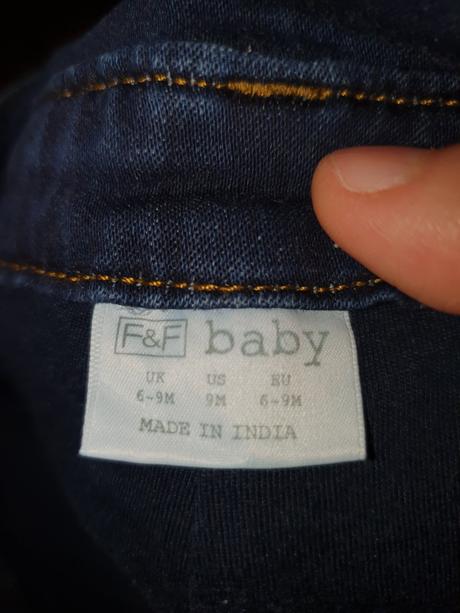 F&F baby
UK US EU
6-9M 9M 6-9M
MADE IN INDIA